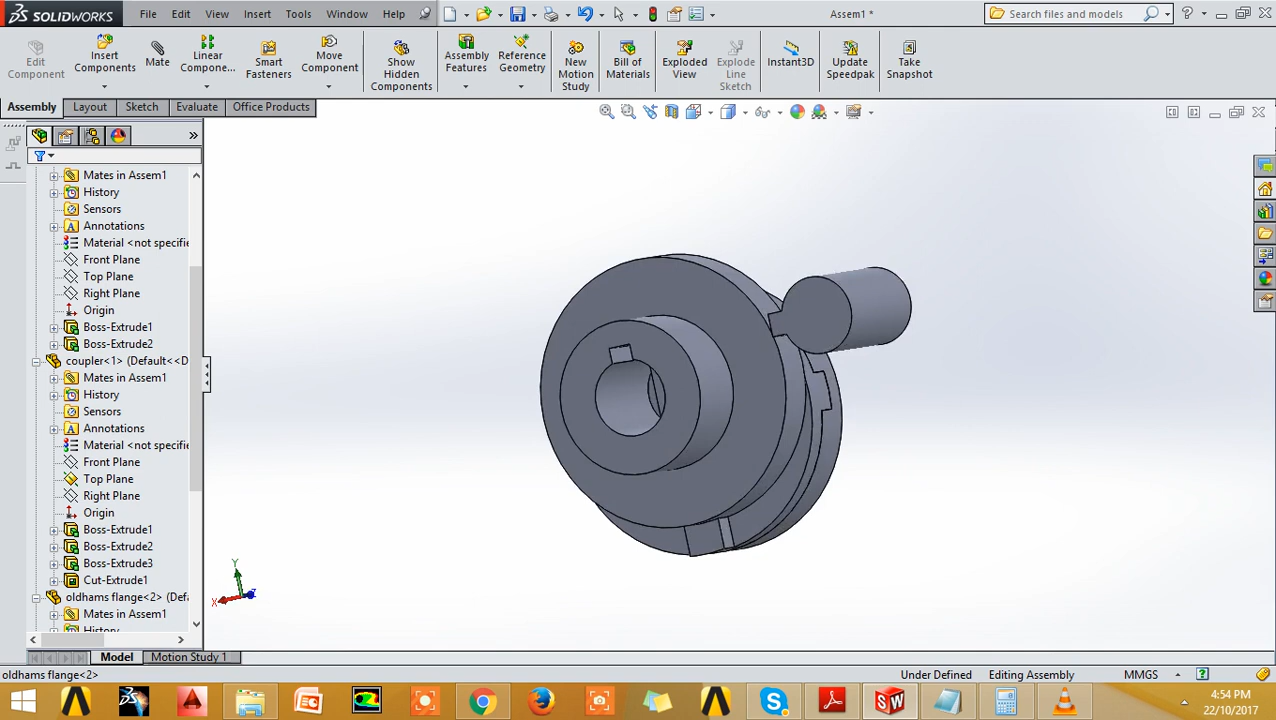 SOLIDWORKS File Edit View Insert Tools Window Help Assem1 * Search files and models
Edit Component
Insert Components
Mate
Linear Compone...
Smart Fasteners
Move Component
Show Hidden Components
Assembly Features
Reference Geometry
New Motion Study
Bill of Materials
Exploded View
Explode Line Sketch
Instant3D
Update Speedpak
Take Snapshot
Assembly Layout Sketch Evaluate Office Products
Mates in Assem1
History
Sensors
Annotations
Material <not specifie
Front Plane
Top Plane
Right Plane
Origin
Boss-Extrude1
Boss-Extrude2
coupler<1> (Default<<D
Mates in Assem1
History
Sensors
Annotations
Material <not specifie
Front Plane
Top Plane
Right Plane
Origin
Boss-Extrude1
Boss-Extrude2
Boss-Extrude3
Cut-Extrude1
oldhams flange<2> (Defa
Mates in Assem1
History
Y
X
Z
Model Motion Study 1
oldhams flange<2> Under Defined Editing Assembly MMGS
4:54 PM
22/10/2017